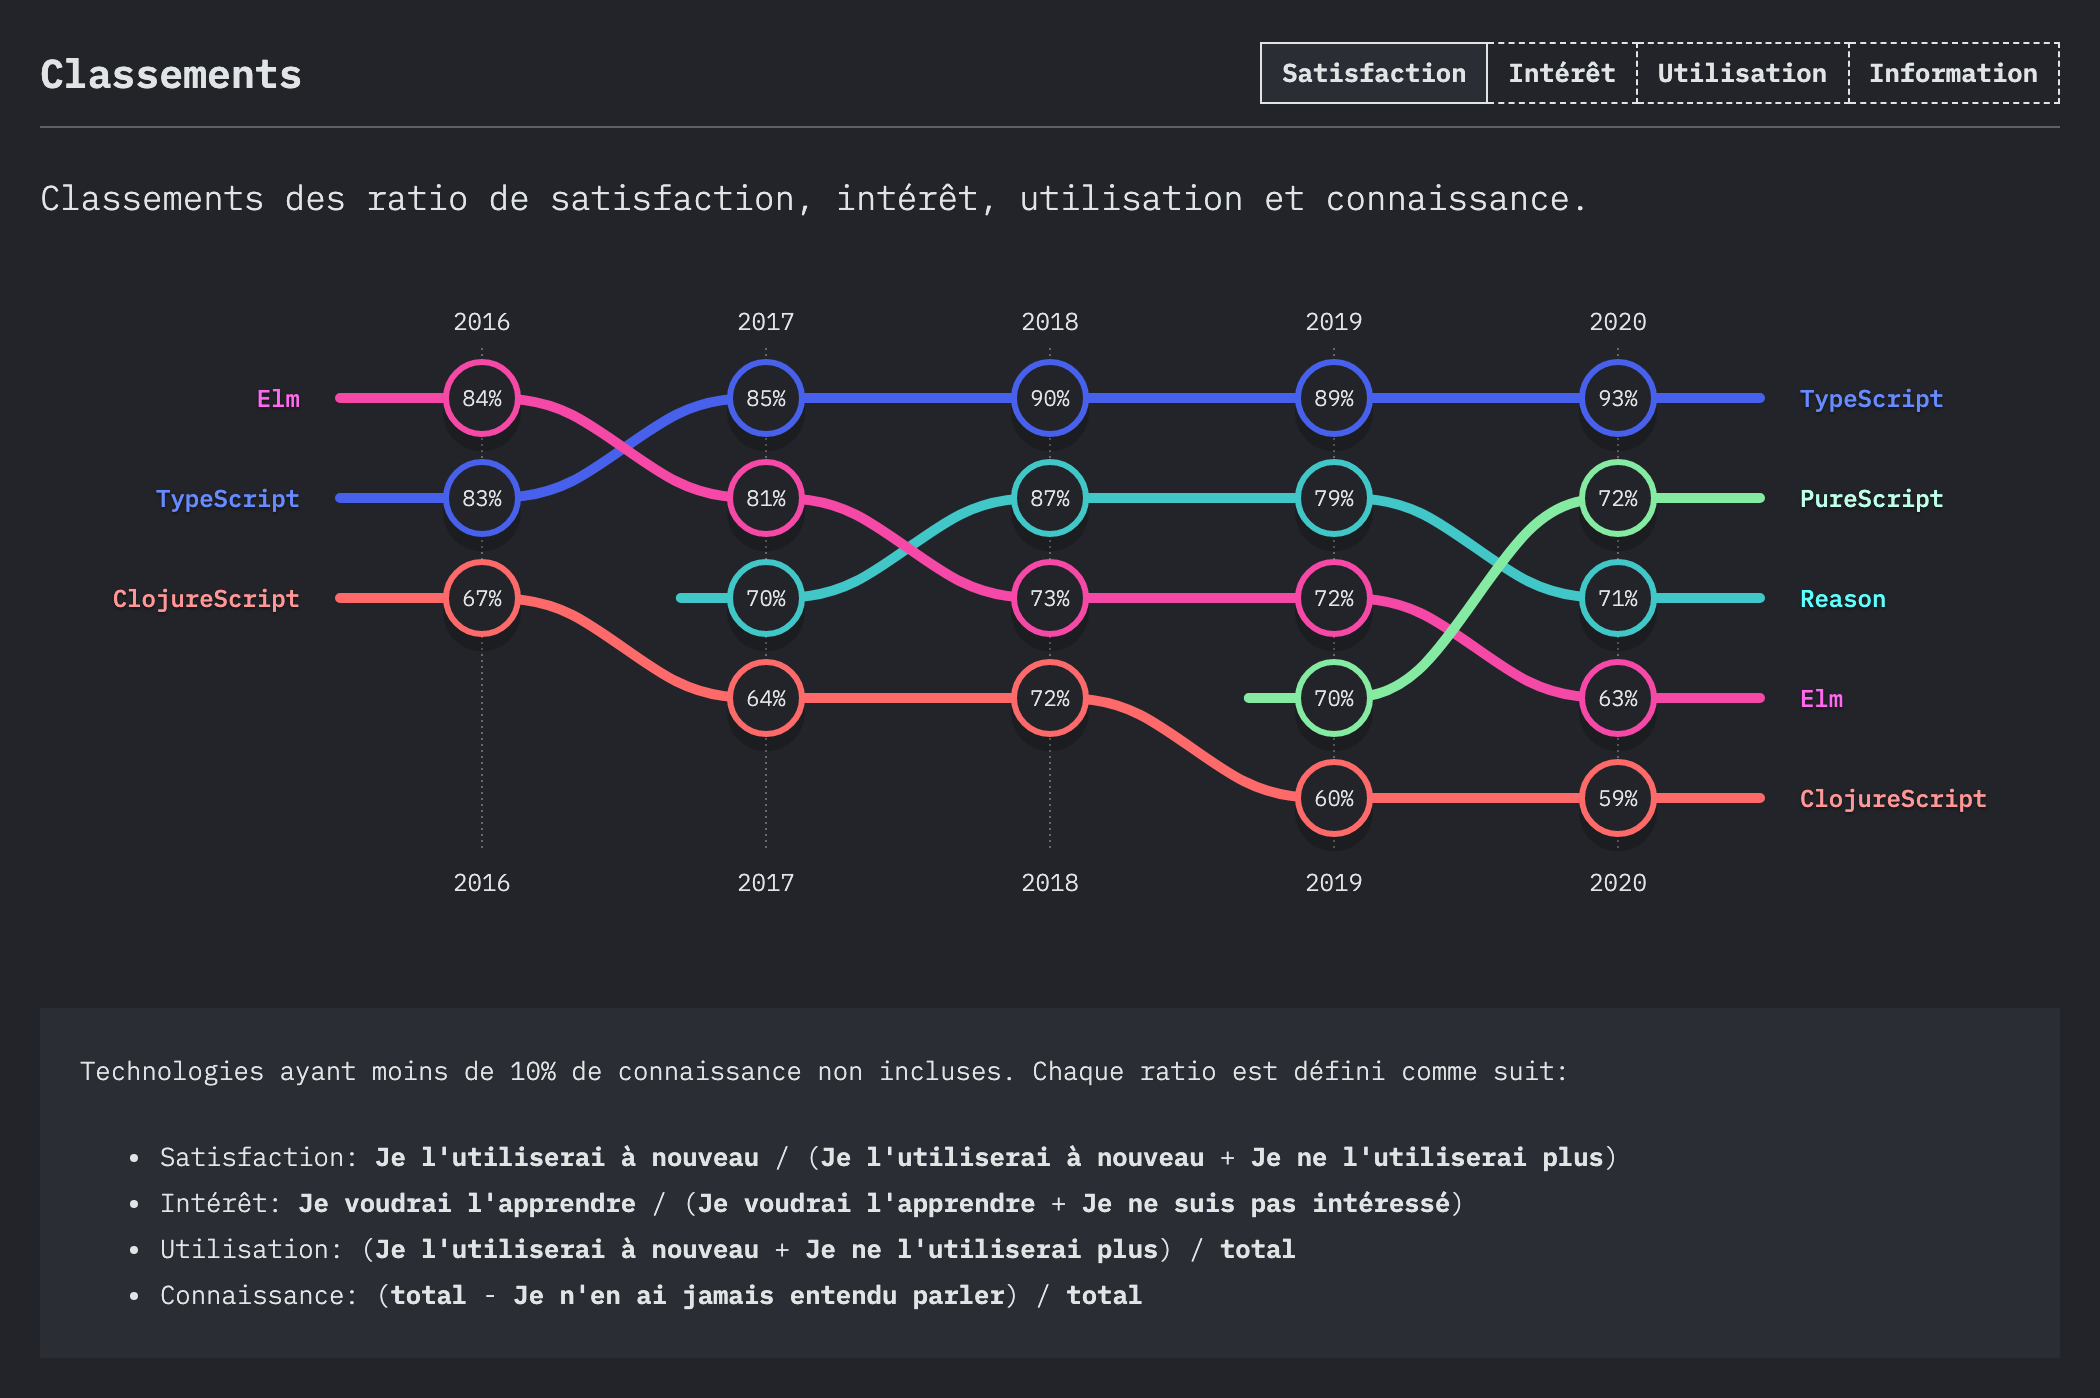 Classements
Satisfaction Intérêt Utilisation Information
Classements des ratio de satisfaction, intérêt, utilisation et connaissance.
2016 2017 2018 2019 2020
Elm 84% 85% 90% 89% 93% TypeScript
TypeScript 83% 81% 87% 79% 72% PureScript
ClojureScript 67% 70% 73% 72% 71% Reason
64% 72% 70% 63% Elm
60% 59% ClojureScript
2016 2017 2018 2019 2020
Technologies ayant moins de 10% de connaissance non incluses. Chaque ratio est défini comme suit:
• Satisfaction: Je l'utiliserai à nouveau / (Je l'utiliserai à nouveau + Je ne l'utiliserai plus)
• Intérêt: Je voudrai l'apprendre / (Je voudrai l'apprendre + Je ne suis pas intéressé)
• Utilisation: (Je l'utiliserai à nouveau + Je ne l'utiliserai plus) / total
• Connaissance: (total - Je n'en ai jamais entendu parler) / total